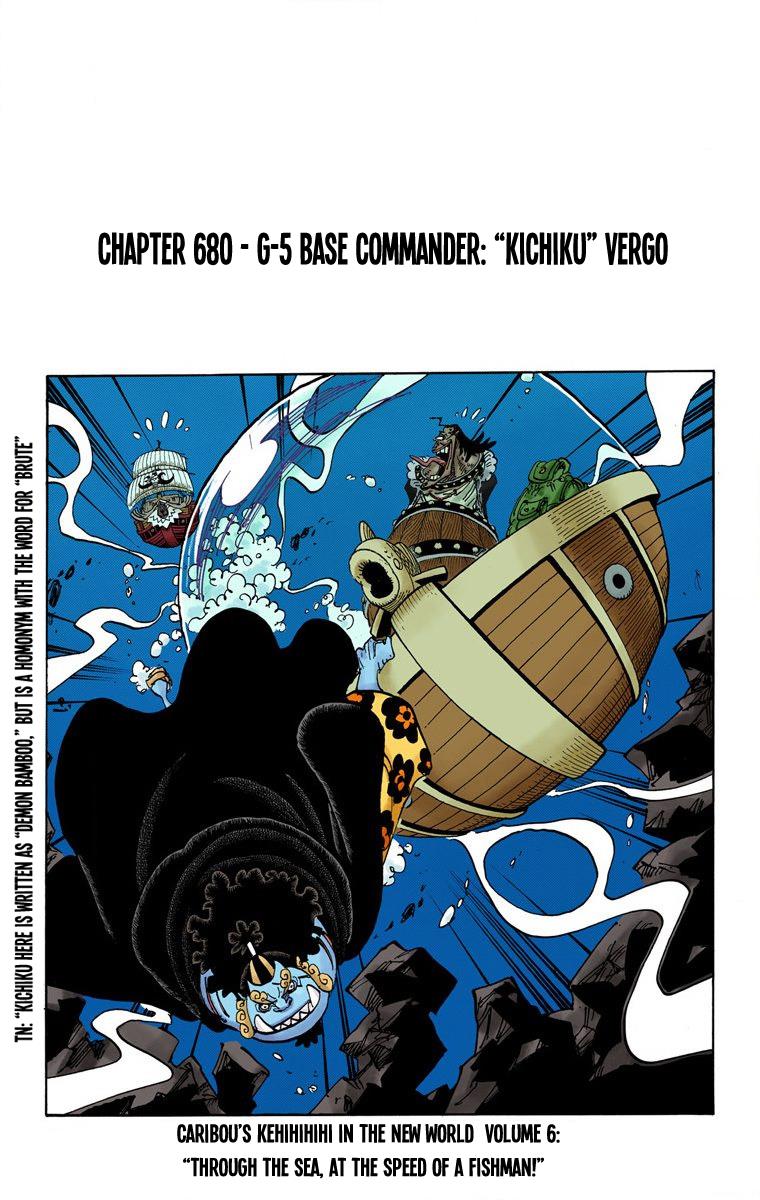 CHAPTER 680 - G-5 BASE COMMANDER: “KICHIKU” VERGO
TN: “KICHIKU HERE IS WRITTEN AS “DEMON BAMBOO,” BUT IS A HOMONYM WITH THE WORD FOR “BRUTE”
CARIBOU'S KEHIHIHIHI IN THE NEW WORLD VOLUME 6:
“THROUGH THE SEA, AT THE SPEED OF A FISHMAN!”